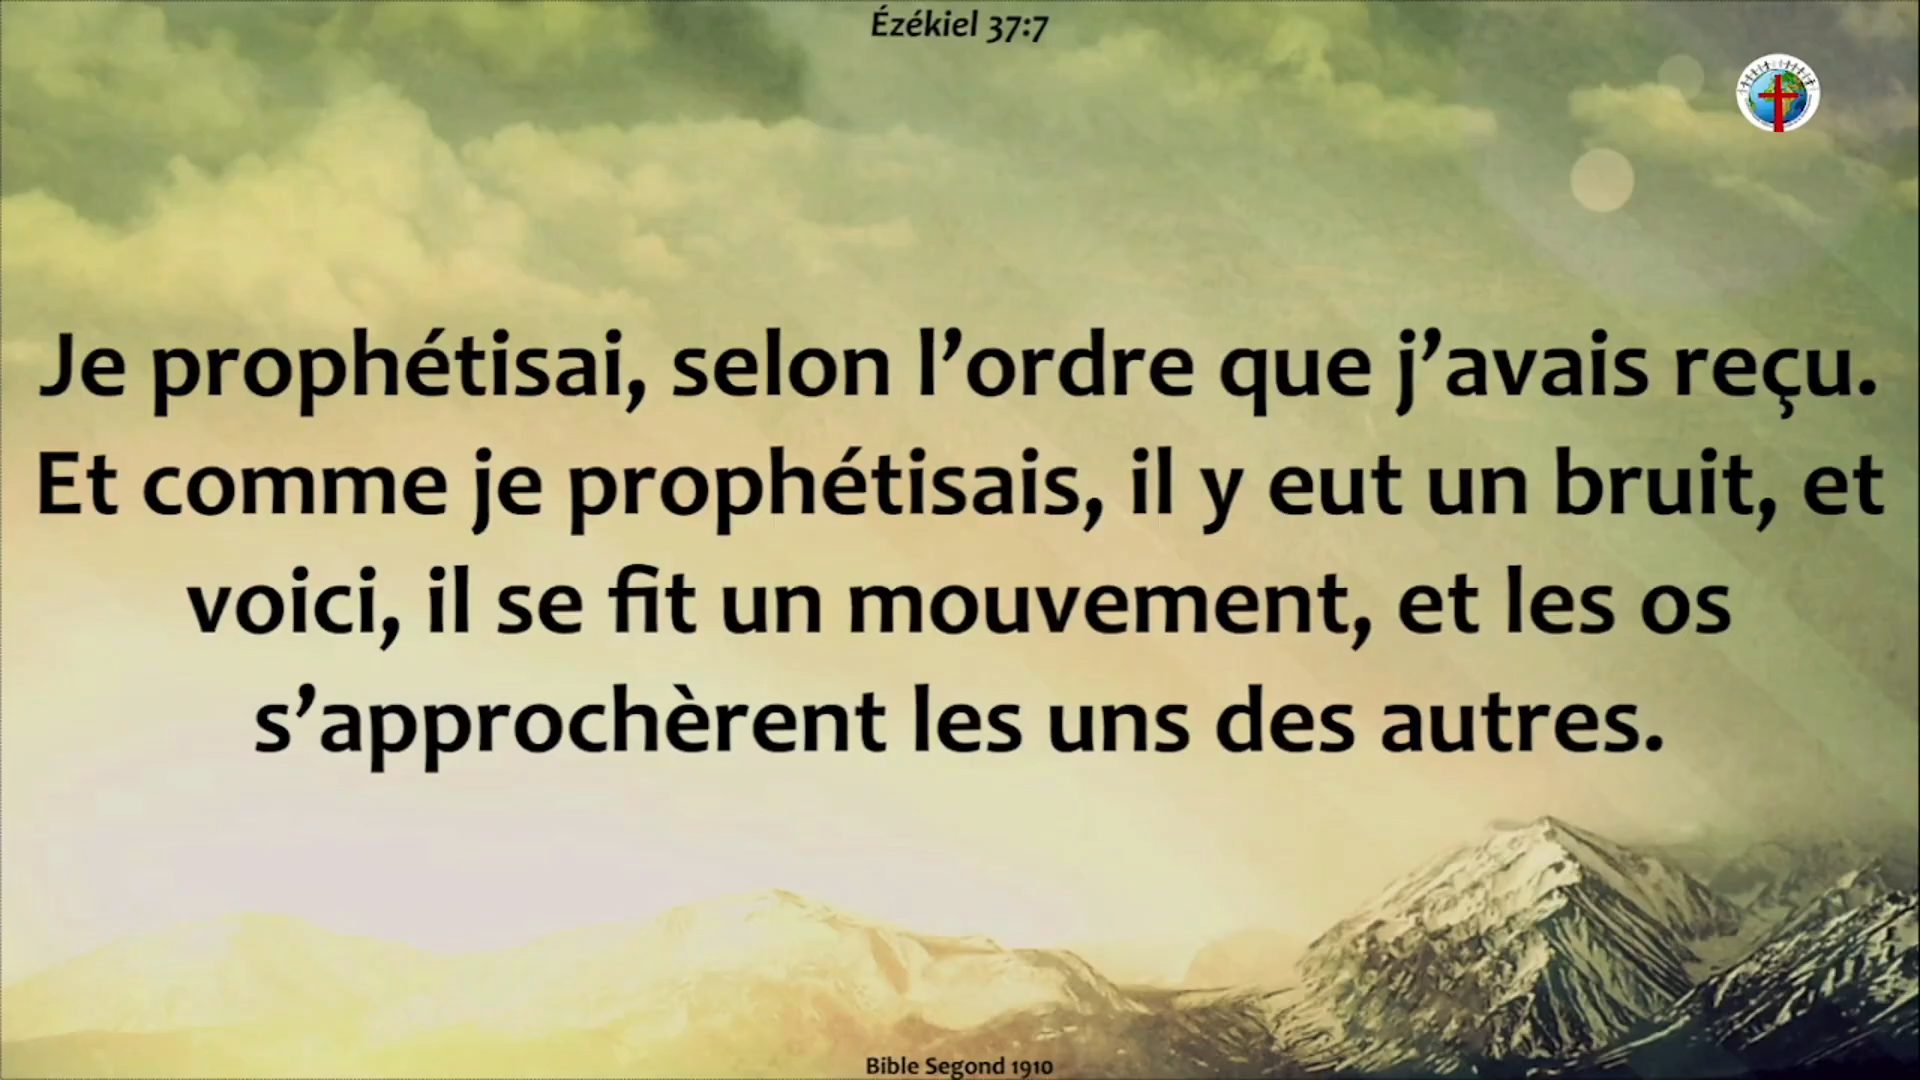 Ézékiel 37:7
Je prophétisai, selon l’ordre que j’avais reçu.
Et comme je prophétisais, il y eut un bruit, et
voici, il se fit un mouvement, et les os
s’approchèrent les uns des autres.
Bible Segond 1910